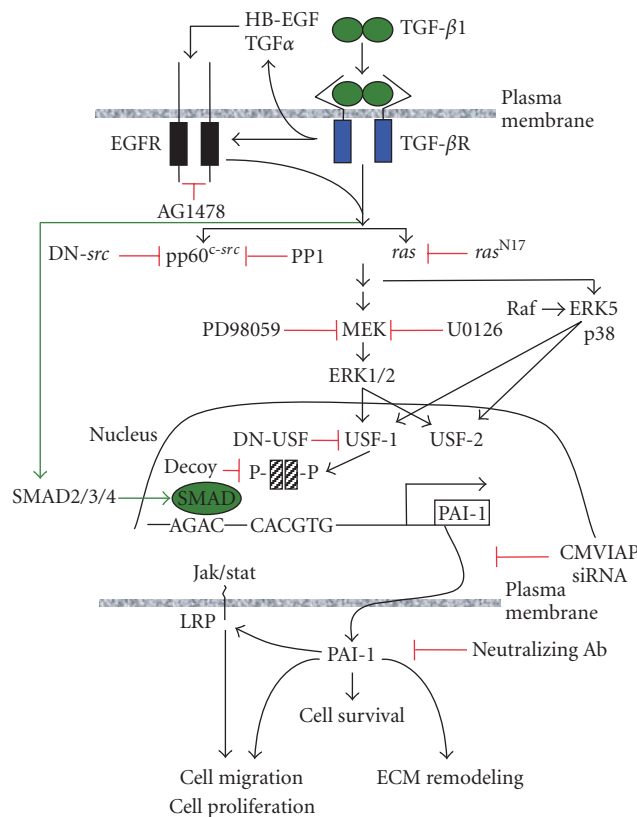 HB-EGF
TGFα
TGF-β1
Plasma
membrane
EGFR
TGF-βR
AG1478
DN-src
pp60c-src
PP1
ras
rasN17
Raf
ERK5
p38
PD98059
MEK
U0126
ERK1/2
Nucleus
DN-USF
USF-1
USF-2
Decoy
P-
-P
SMAD2/3/4
SMAD
PAI-1
AGAC
CACGTG
CMVIAP
siRNA
Jak/stat
Plasma
membrane
LRP
PAI-1
Neutralizing Ab
Cell survival
Cell migration
Cell proliferation
ECM remodeling